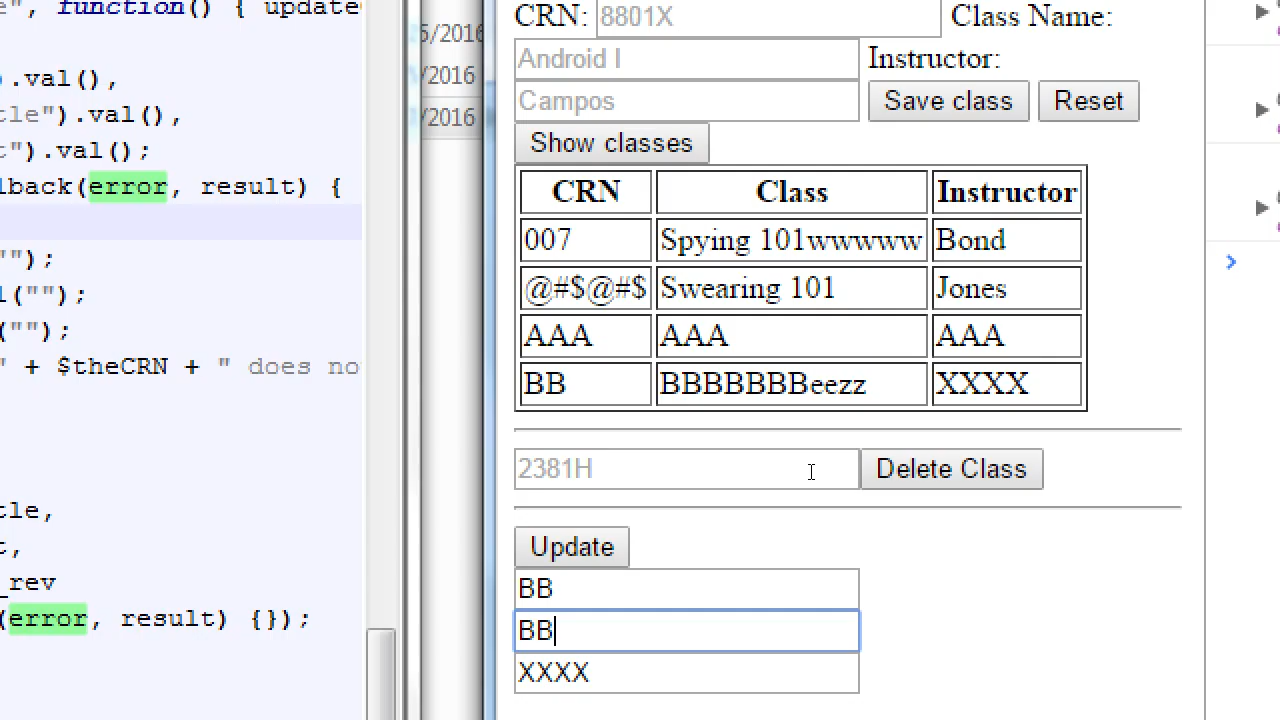 e", function() { update
.val(),
tle").val(),
t").val();
lback(error, result) {
"");
l("");
("");
" + $theCRN + " does no
tle,
t,
_rev
(error, result) {});
5/2016
/2016
/2016
CRN: 8801X Class Name:
Android I Instructor:
Campos Save class Reset
Show classes
CRN Class Instructor
007 Spying 101wwwww Bond
@#$@#$ Swearing 101 Jones
AAA AAA AAA
BB BBBBBBBeezz XXXX
2381H Delete Class
Update
BB
BB
XXXX